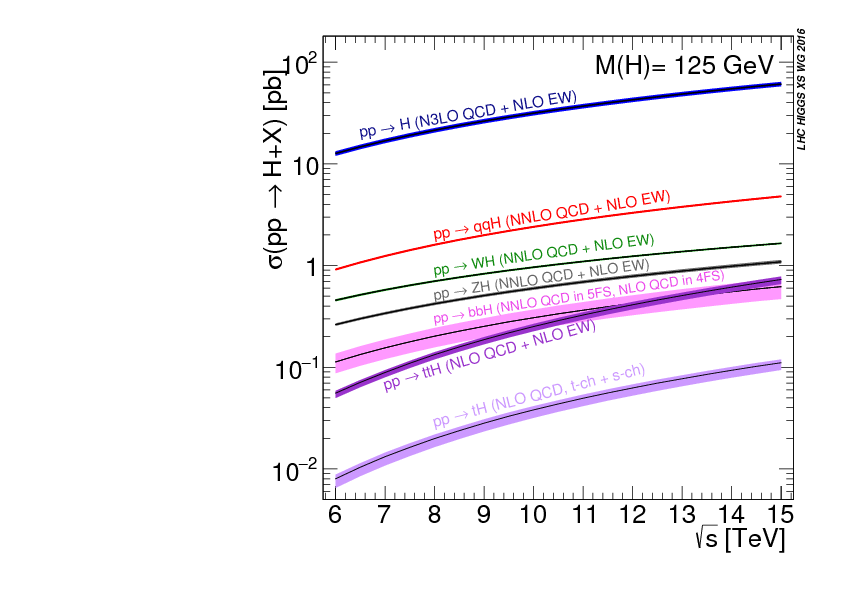 M(H)= 125 GeV
LHC HIGGS XS WG 2016
σ(pp → H+X) [pb]
10²
10
1
10⁻¹
10⁻²
pp → H (N3LO QCD + NLO EW)
pp → qqH (NNLO QCD + NLO EW)
pp → WH (NNLO QCD + NLO EW)
pp → ZH (NNLO QCD + NLO EW)
pp → bbH (NNLO QCD in 5FS, NLO QCD in 4FS)
pp → ttH (NLO QCD + NLO EW)
pp → tH (NLO QCD, t-ch + s-ch)
6 7 8 9 10 11 12 13 14 15
√s [TeV]